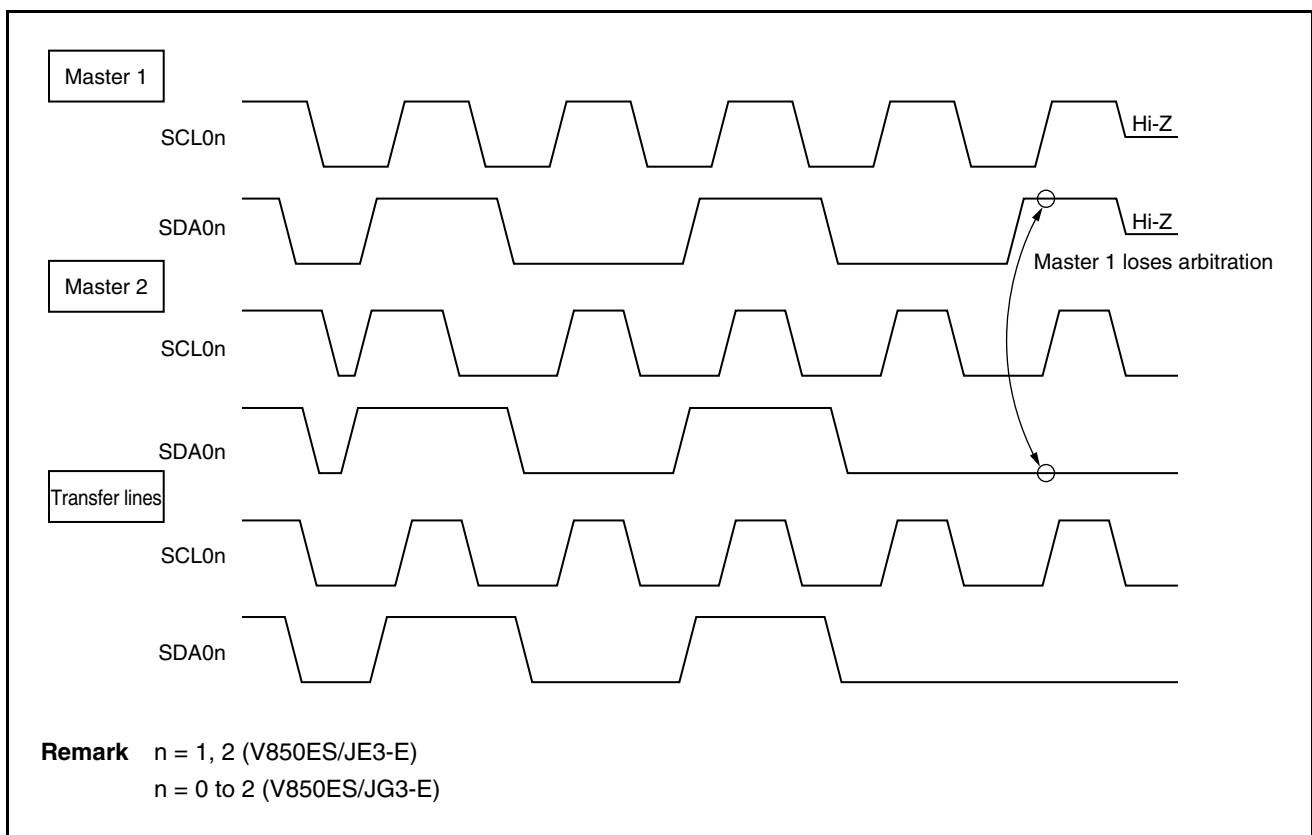 Master 1
SCL0n
Hi-Z
SDA0n
Hi-Z
Master 1 loses arbitration
Master 2
SCL0n
SDA0n
Transfer lines
SCL0n
SDA0n
Remark n = 1, 2 (V850ES/JE3-E)
n = 0 to 2 (V850ES/JG3-E)